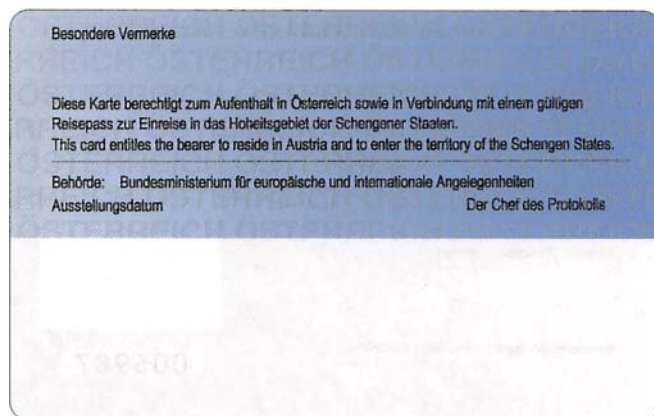 Besondere Vermerke
Diese Karte berechtigt zum Aufenthalt in Österreich sowie in Verbindung mit einem gültigen
Reisepass zur Einreise in das Hoheitsgebiet der Schengener Staaten.
This card entitles the bearer to reside in Austria and to enter the territory of the Schengen States.
Behörde: Bundesministerium für europäische und internationale Angelegenheiten
Ausstellungsdatum Der Chef des Protokolls